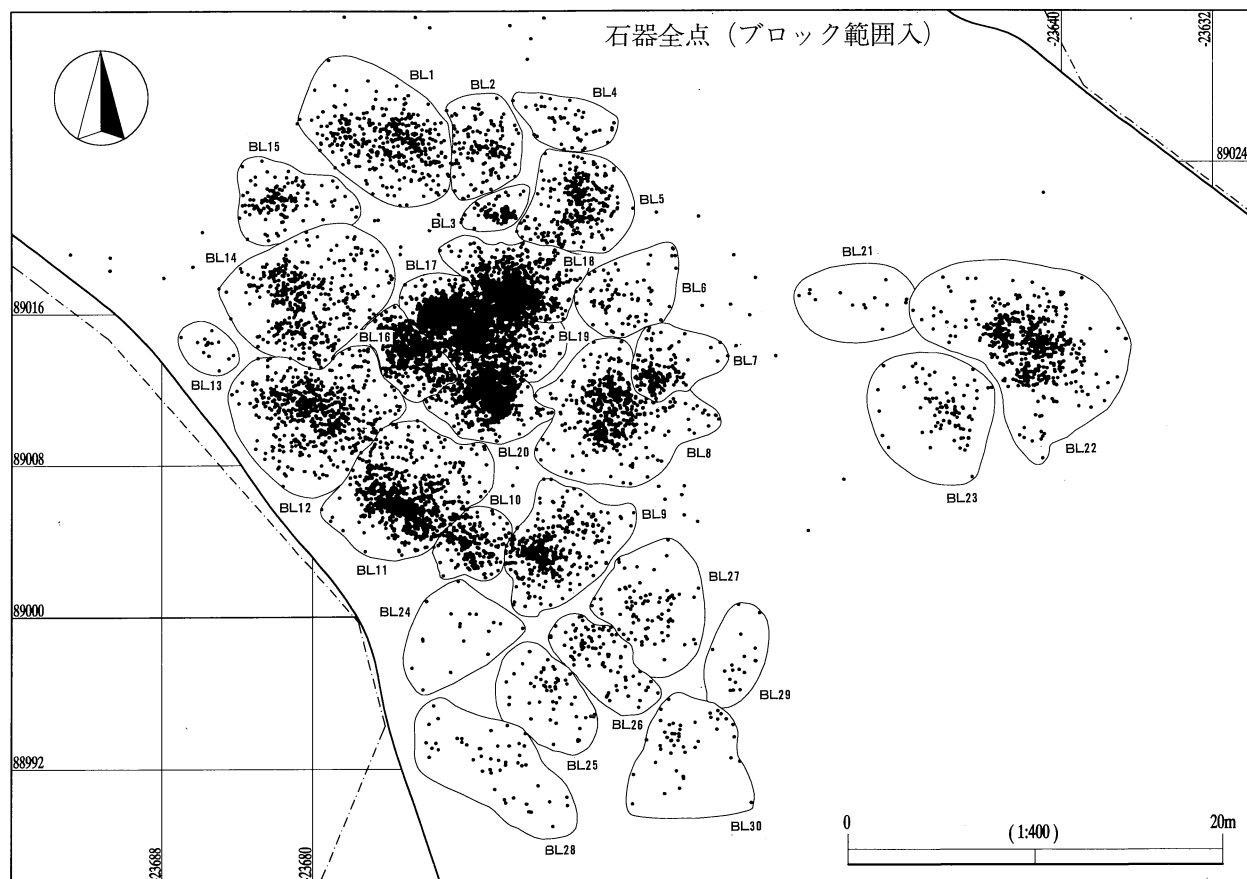 石器全点（ブロック範囲入）
-23640
-23632
BL1
BL2
BL4
BL15
89024
BL3
BL5
BL14
BL17
BL18
BL21
BL6
89016
BL16
BL19
BL7
BL13
BL20
BL8
BL22
89008
BL12
BL10
BL9
BL23
BL11
BL27
BL24
89000
BL29
BL26
BL25
88992
BL30
BL28
0
(1:400)
20m
-23688
-23680